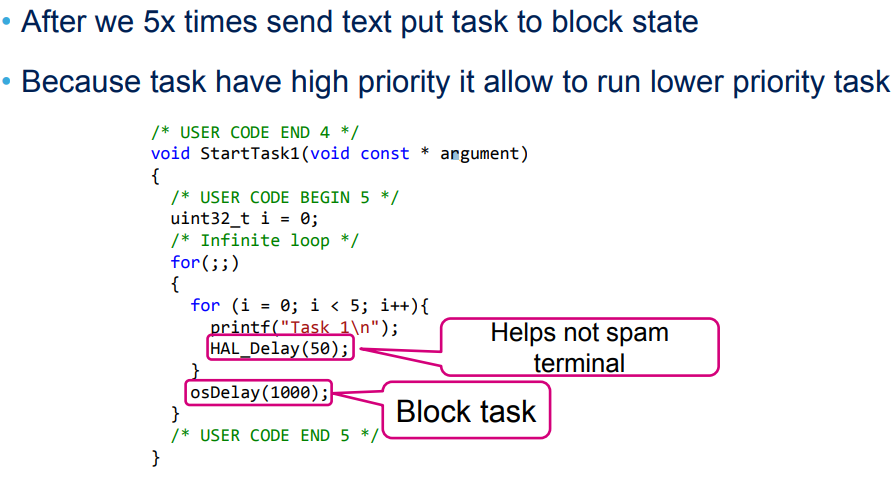 • After we 5x times send text put task to block state
• Because task have high priority it allow to run lower priority task
/* USER CODE END 4 */
void StartTask1(void const * argument)
{
/* USER CODE BEGIN 5 */
uint32_t i = 0;
/* Infinite loop */
for(;;)
{
for (i = 0; i < 5; i++){
printf("Task 1\n");
HAL_Delay(50);
Helps not spam
terminal
}
osDelay(1000);
Block task
}
/* USER CODE END 5 */
}